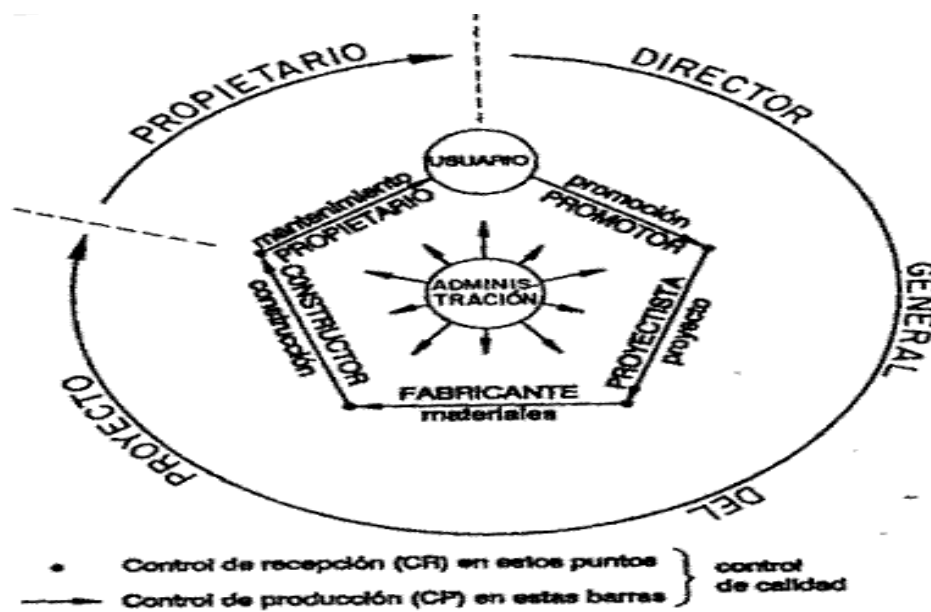 PROPIETARIO
DIRECTOR
GENERAL
DEL
PROYECTO
USUARIO
mantenimiento
PROPIETARIO
promoción
PROMOTOR
ADMINIS
TRACIÓN
CONSTRUCTOR
construcción
PROYECTISTA
proyecto
FABRICANTE
materiales
Control de recepción (CR) en estos puntos
Control de producción (CP) en estas barras
control
de calidad